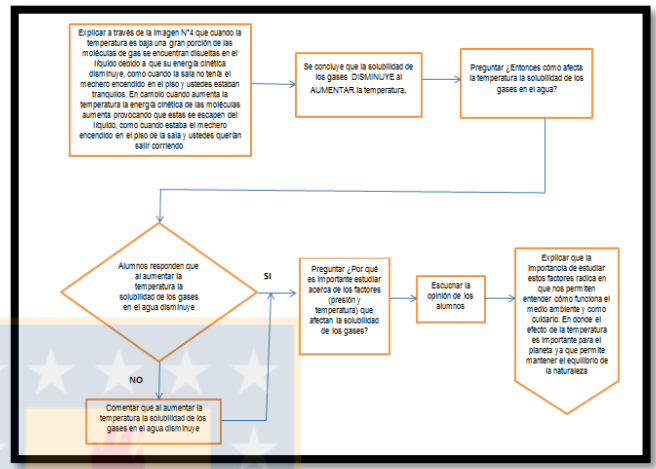 Explicar a través de la Imagen N°4 que cuando la
temperatura es baja una gran porción de las
moléculas de gas se encuentran disueltas en el
líquido debido a que su energía cinética
disminuye, como cuando la sala no tenía el
mechero encendido en el piso y ustedes estaban
tranquilos. En cambio cuando aumenta la
temperatura la energía cinética de las moléculas
aumenta provocando que estas se escapen del
líquido, como cuando estaba el mechero
encendido en el piso de la sala y ustedes querían
salir corriendo.
Se concluye que la solubilidad de
los gases DISMINUYE al
AUMENTAR la temperatura.
Preguntar ¿Entonces cómo afecta
la temperatura la solubilidad de los
gases en el agua?
Alumnos responden que
al aumentar la
temperatura la
solubilidad de los gases
en el agua disminuye
SI
Preguntar ¿Por qué
es importante estudiar
acerca de los factores
(presión y
temperatura) que
afectan la solubilidad
de los gases?
Escuchar la
opinión de los
alumnos
Explicar que la
importancia de estudiar
estos factores radica en
que nos permiten
entender cómo funciona el
medio ambiente y como
cuidarlo. En donde el
efecto de la temperatura
es importante para el
planeta ya que permite
mantener el equilibrio de
la naturaleza
NO
Comentar que al aumentar la
temperatura la solubilidad de los
gases en el agua disminuye